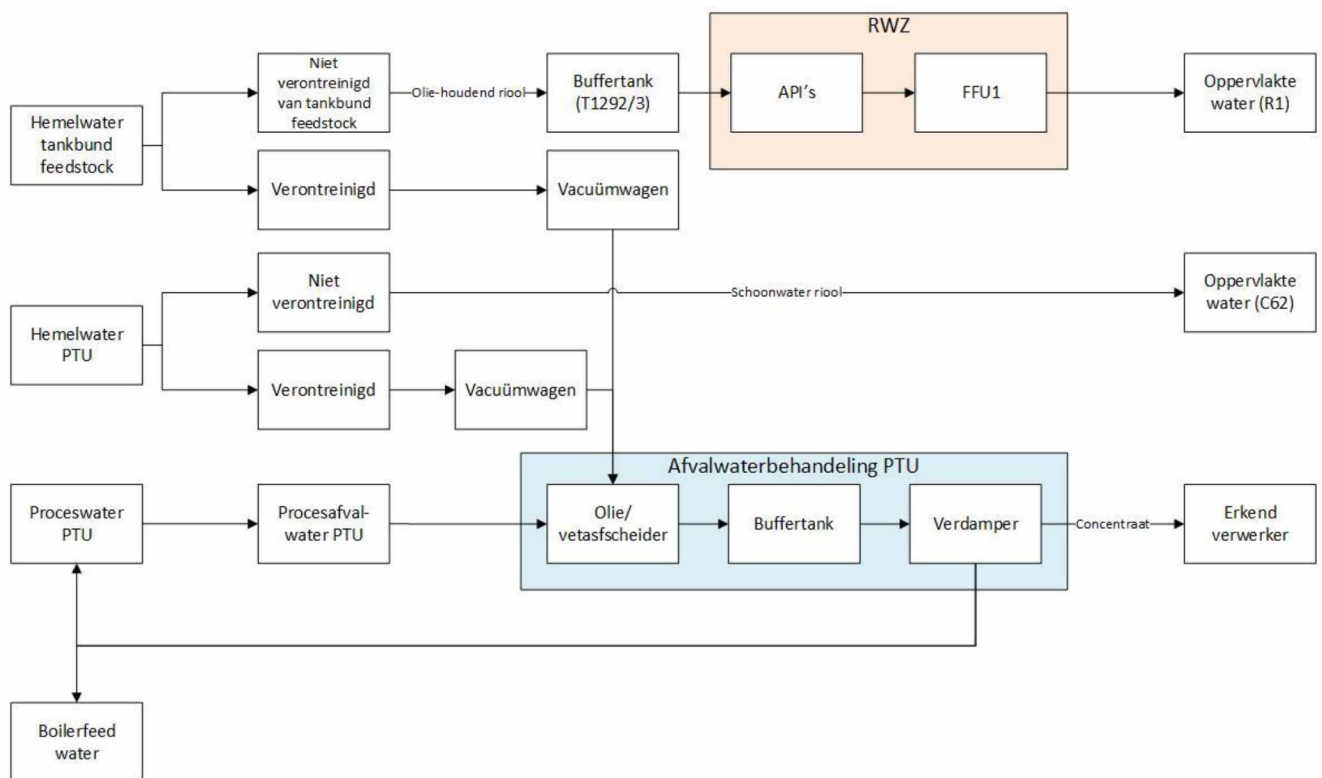 RWZ
Niet
verontreinigd
van tankbund
feedstock
Olie-houdend riool
Buffertank
(T1292/3)
API's
FFU1
Oppervlakte
water (R1)
Hemelwater
tankbund
feedstock
Verontreinigd
Vacuümwagen
Niet
verontreinigd
Schoonwater riool
Oppervlakte
water (C62)
Hemelwater
PTU
Verontreinigd
Vacuümwagen
Afvalwaterbehandeling PTU
Proceswater
PTU
Procesafval-
water PTU
Olie/
vetasfscheider
Buffertank
Verdamper
Concentraat
Erkend
verwerker
Boilerfeed
water